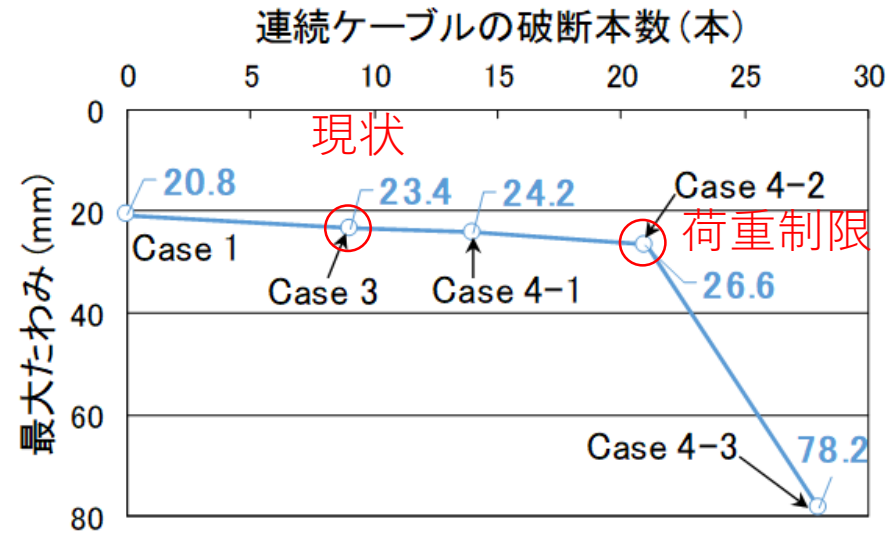 連続ケーブルの破断本数(本)
0 5 10 15 20 25 30
現状
0
20
40
60
80
最大たわみ(mm)
20.8
23.4
24.2
Case 4-2
荷重制限
Case 1
Case 3
Case 4-1
26.6
Case 4-3
78.2